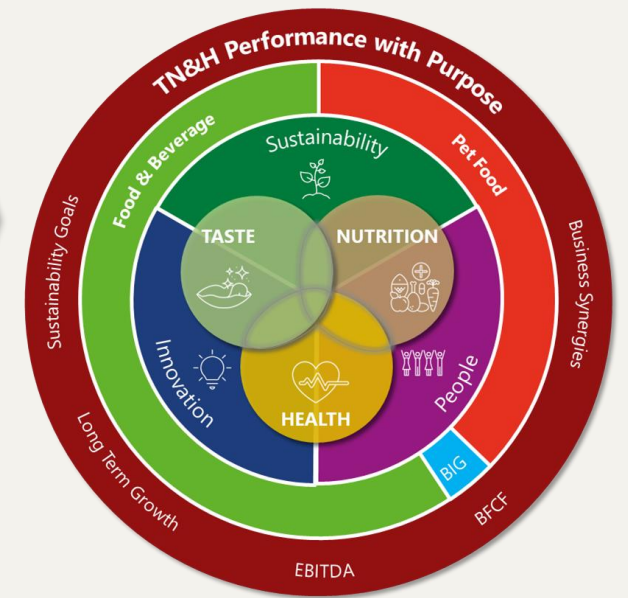 TN&H Performance with Purpose
Food & Beverage
Pet Food
Sustainability
TASTE
NUTRITION
Sustainability Goals
Business Synergies
Innovation
People
HEALTH
BIG
Long Term Growth
BFCF
EBITDA